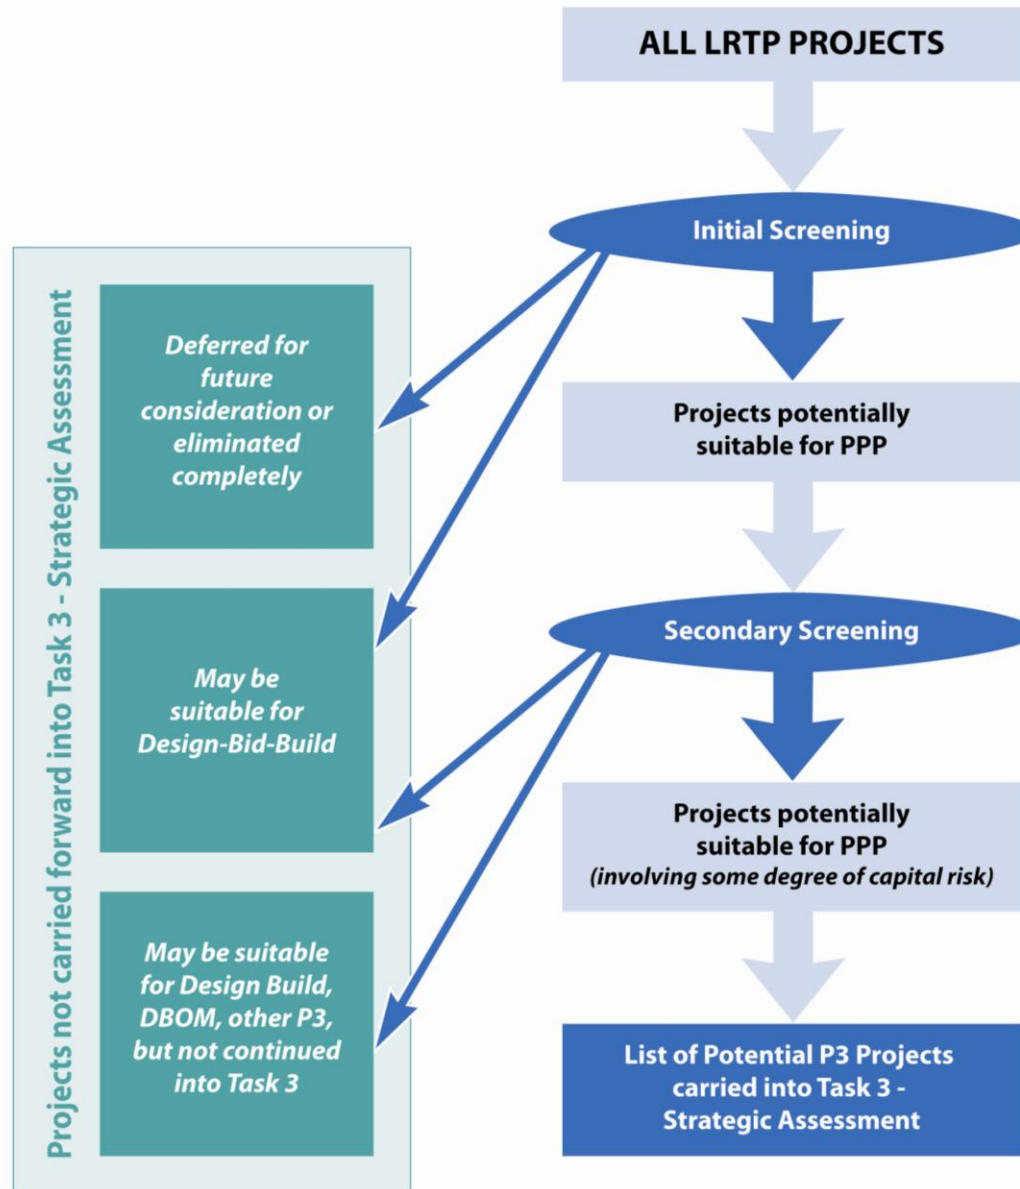 ALL LRTP PROJECTS
Initial Screening
Projects potentially
suitable for PPP
Secondary Screening
Projects potentially
suitable for PPP
(involving some degree of capital risk)
List of Potential P3 Projects
carried into Task 3 -
Strategic Assessment
Projects not carried forward into Task 3 - Strategic Assessment
Deferred for
future
consideration or
eliminated
completely
May be
suitable for
Design-Bid-Build
May be suitable
for Design Build,
DBOM, other P3,
but not continued
into Task 3